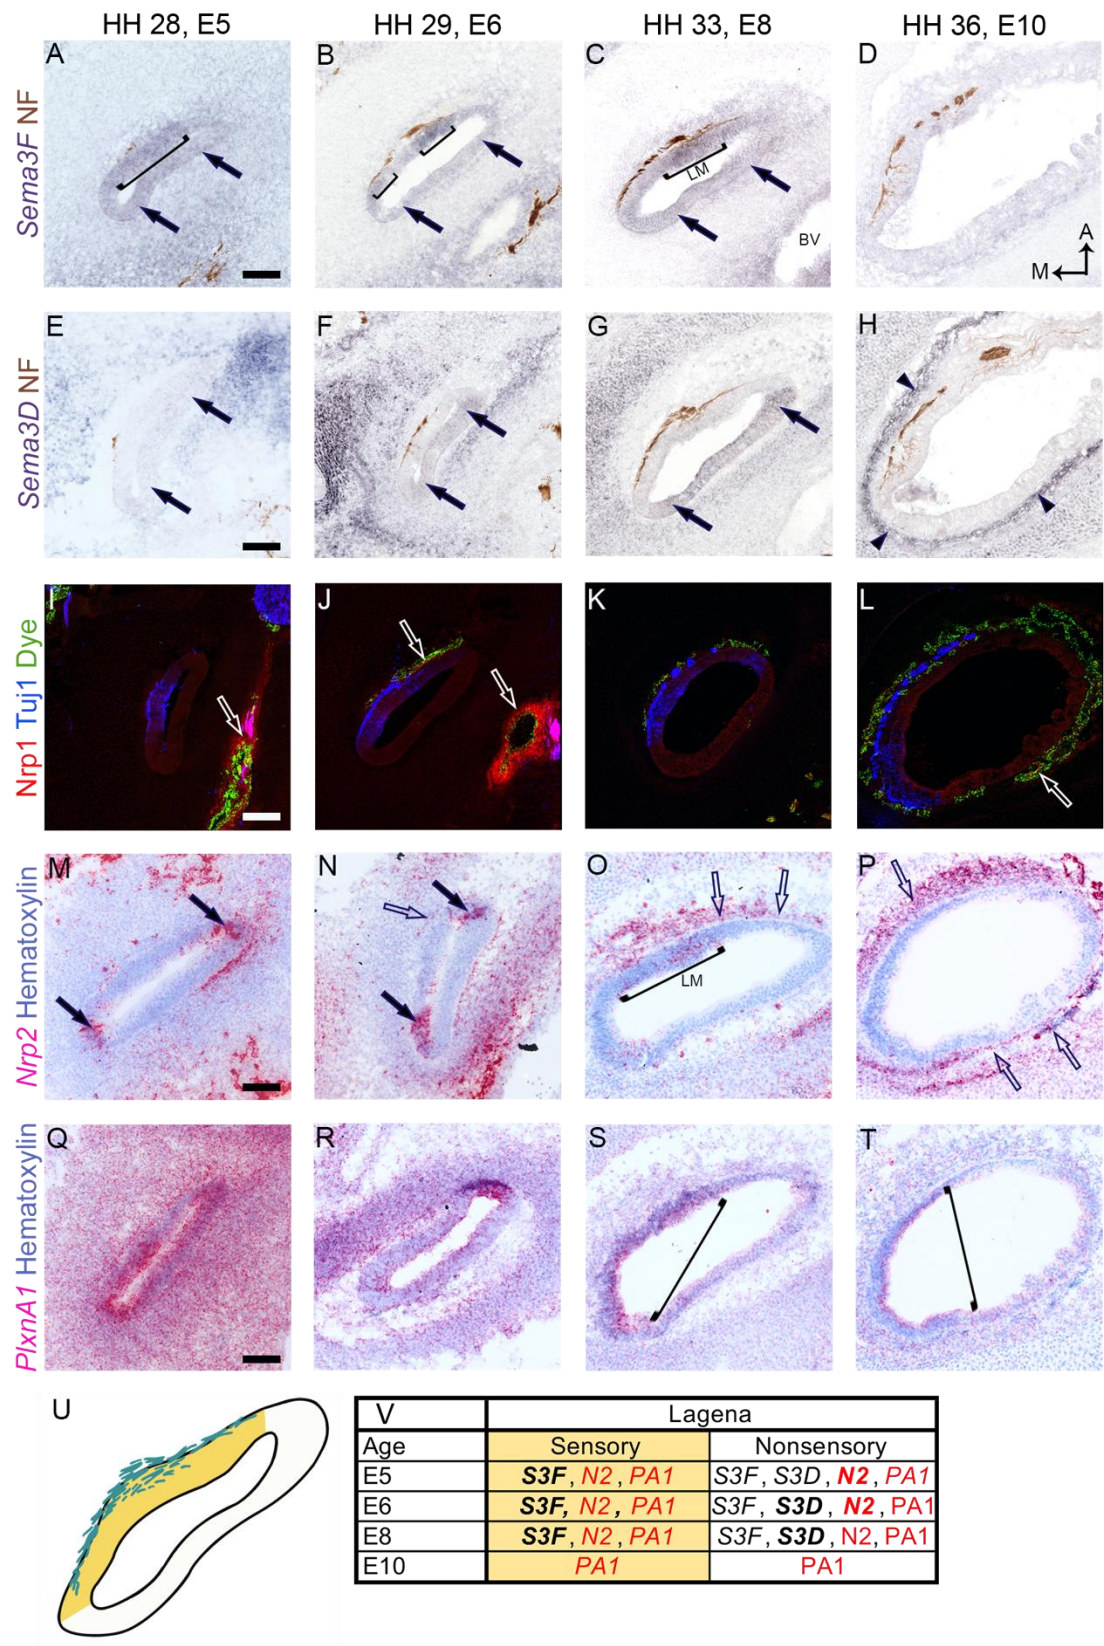 HH 28, E5 HH 29, E6 HH 33, E8 HH 36, E10
Sema3F NF
A B C D
LM
BV
A
M
Sema3D NF
E F G H
Nrp1 Tuj1 Dye
I J K L
Nrp2 Hematoxylin
M N O P
LM
PlxnA1 Hematoxylin
Q R S T
U
V Lagena
Age Sensory Nonsensory
E5 S3F, N2, PA1 S3F, S3D, N2, PA1
E6 S3F, N2, PA1 S3F, S3D, N2, PA1
E8 S3F, N2, PA1 S3F, S3D, N2, PA1
E10 PA1 PA1